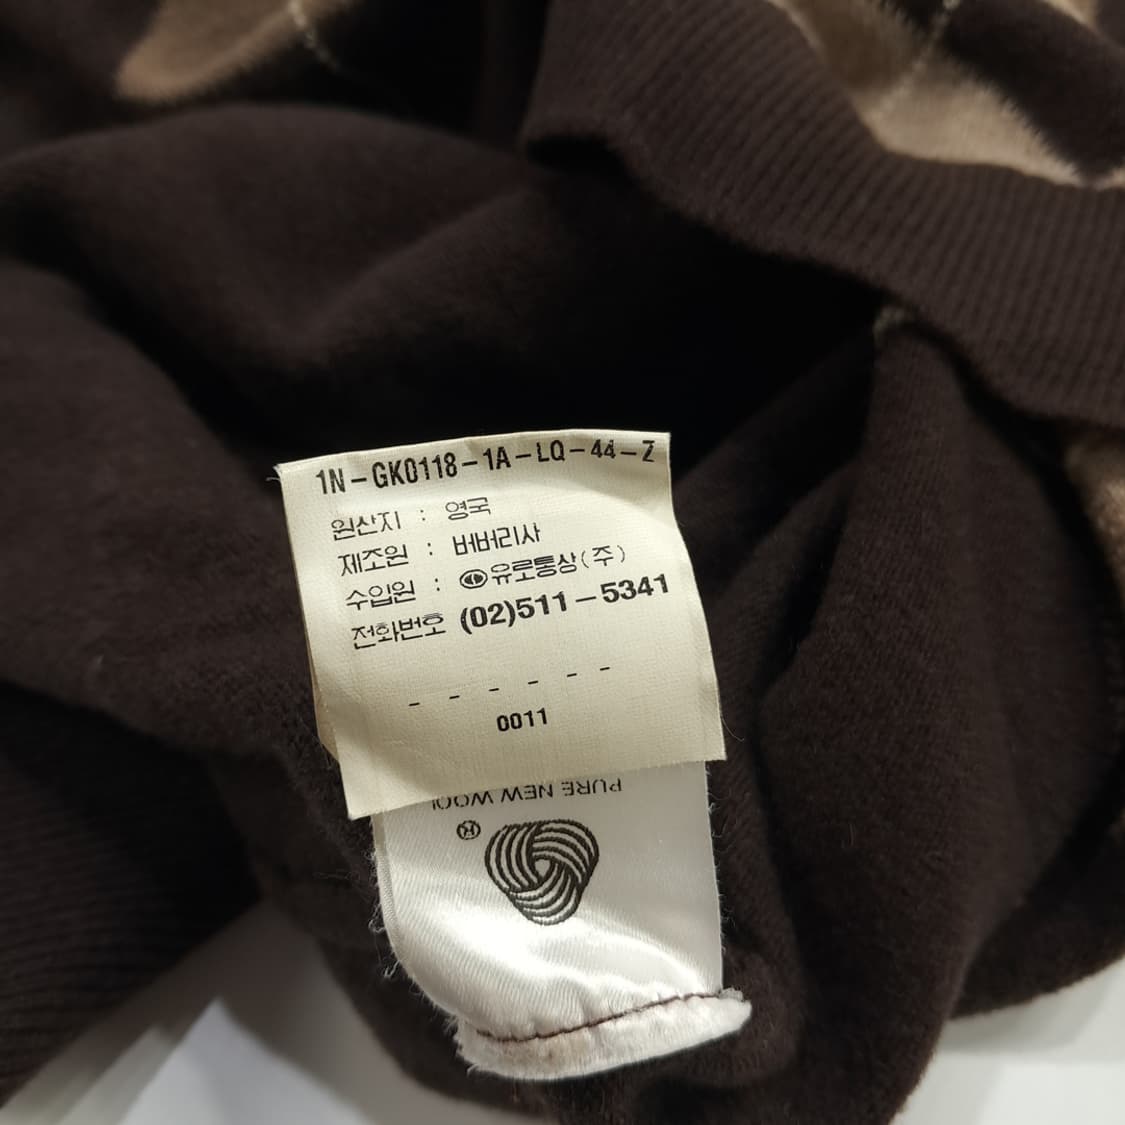 1N-GK0118-1A-LQ-44-Z
원산지 : 영국
제조원 : 버버리사
수입원 : 유로통상(주)
전화번호 (02)511-5341
- - - - - -
0011
PURE NEW WOOL
®